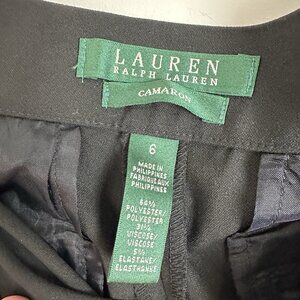 LAUREN
RALPH LAUREN
CAMARON
6
MADE IN
PHILIPPINES
FABRIQUE AUX
PHILIPPINES
64%
POLYESTER/
POLYESTER
31%
VISCOSE/
VISCOSE
5%
ELASTANE/
ELASTHANNE